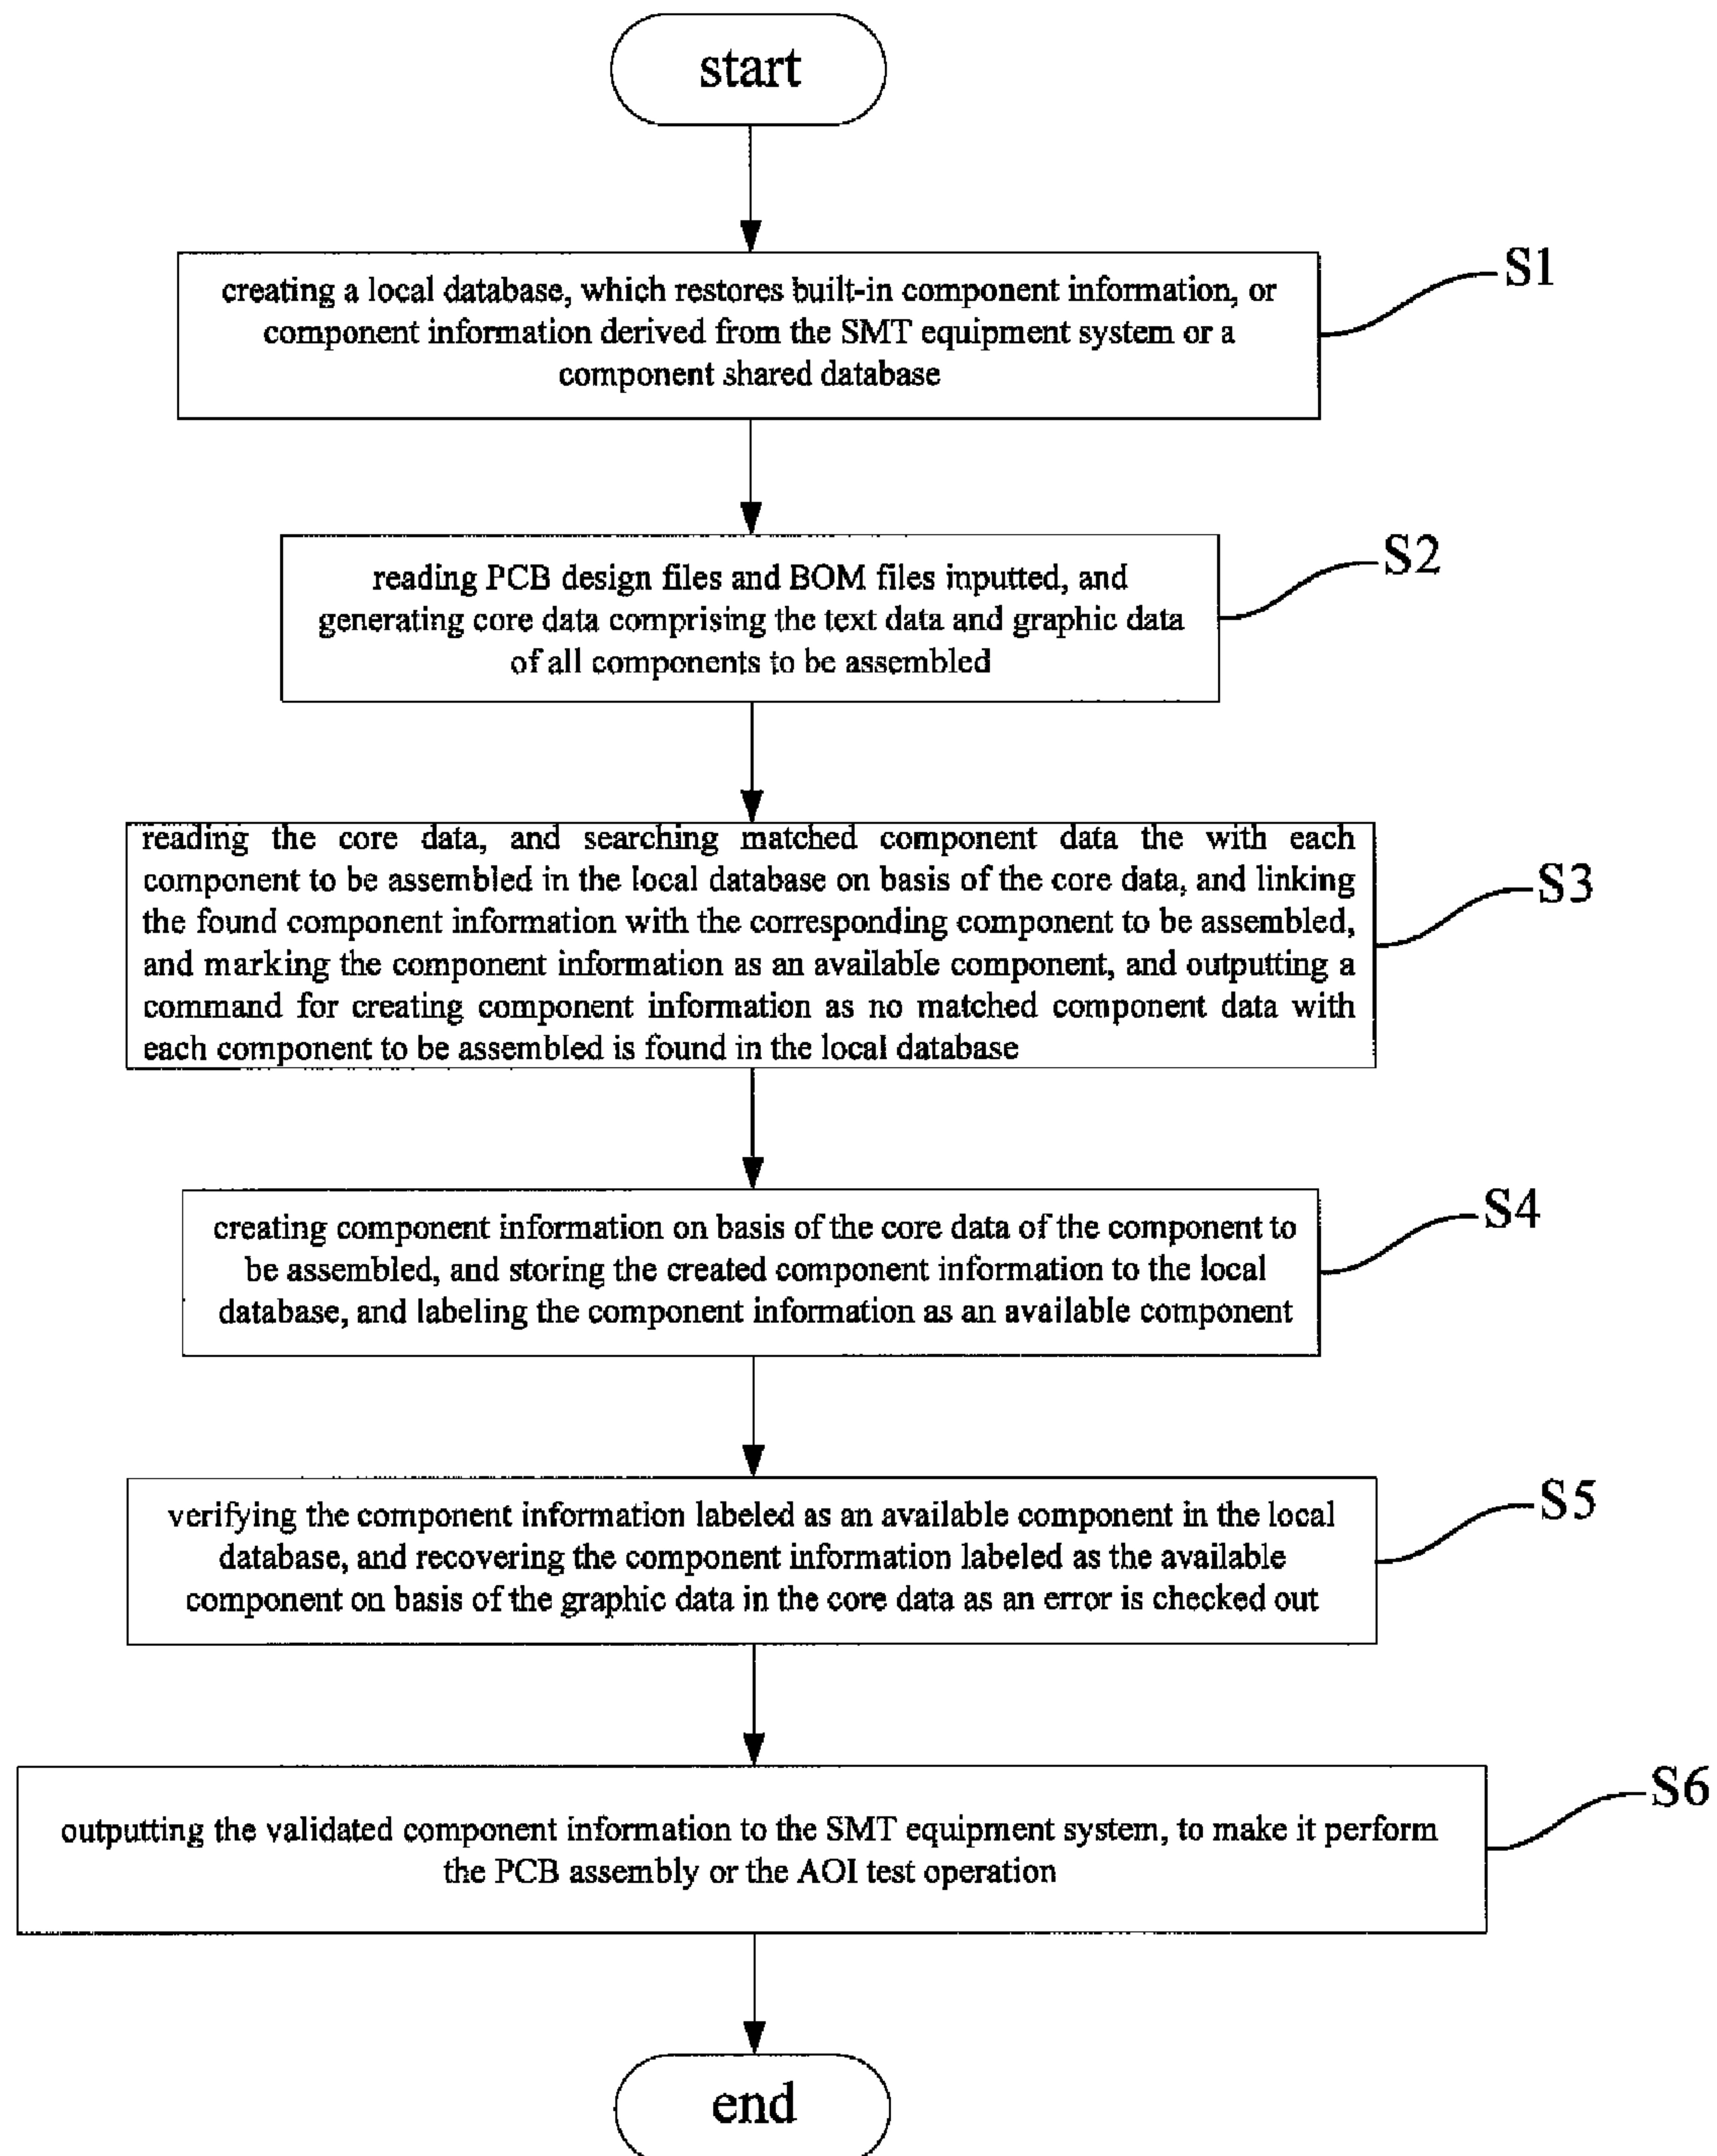 start
creating a local database, which restores built-in component information, or
component information derived from the SMT equipment system or a
component shared database
S1
reading PCB design files and BOM files inputted, and
generating core data comprising the text data and graphic data
of all components to be assembled
S2
reading the core data, and searching matched component data the with each
component to be assembled in the local database on basis of the core data, and linking
the found component information with the corresponding component to be assembled,
and marking the component information as an available component, and outputting a
command for creating component information as no matched component data with
each component to be assembled is found in the local database
S3
creating component information on basis of the core data of the component to
be assembled, and storing the created component information to the local
database, and labeling the component information as an available component
S4
verifying the component information labeled as an available component in the local
database, and recovering the component information labeled as the available
component on basis of the graphic data in the core data as an error is checked out
S5
outputting the validated component information to the SMT equipment system, to make it perform
the PCB assembly or the AOI test operation
S6
end